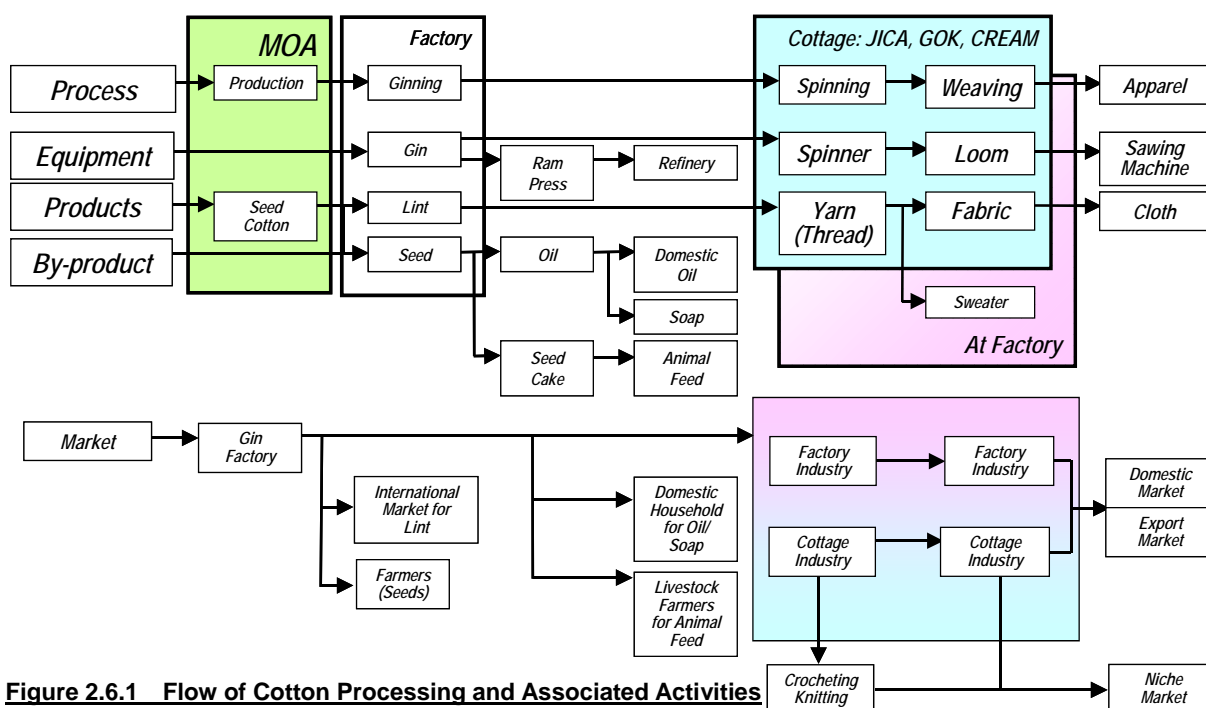 MOA
Factory
Cottage: JICA, GOK, CREAM
Process
Production
Ginning
Spinning
Weaving
Apparel
Equipment
Gin
Ram
Press
Refinery
Spinner
Loom
Sawing
Machine
Products
Seed
Cotton
Lint
Yarn
(Thread)
Fabric
Cloth
By-product
Seed
Oil
Domestic
Oil
Soap
Sweater
Seed
Cake
Animal
Feed
At Factory
Market
Gin
Factory
International
Market for
Lint
Farmers
(Seeds)
Domestic
Household
for Oil/
Soap
Livestock
Farmers
for Animal
Feed
Factory
Industry
Factory
Industry
Cottage
Industry
Cottage
Industry
Domestic
Market
Export
Market
Crocheting
Knitting
Niche
Market
Figure 2.6.1 Flow of Cotton Processing and Associated Activities